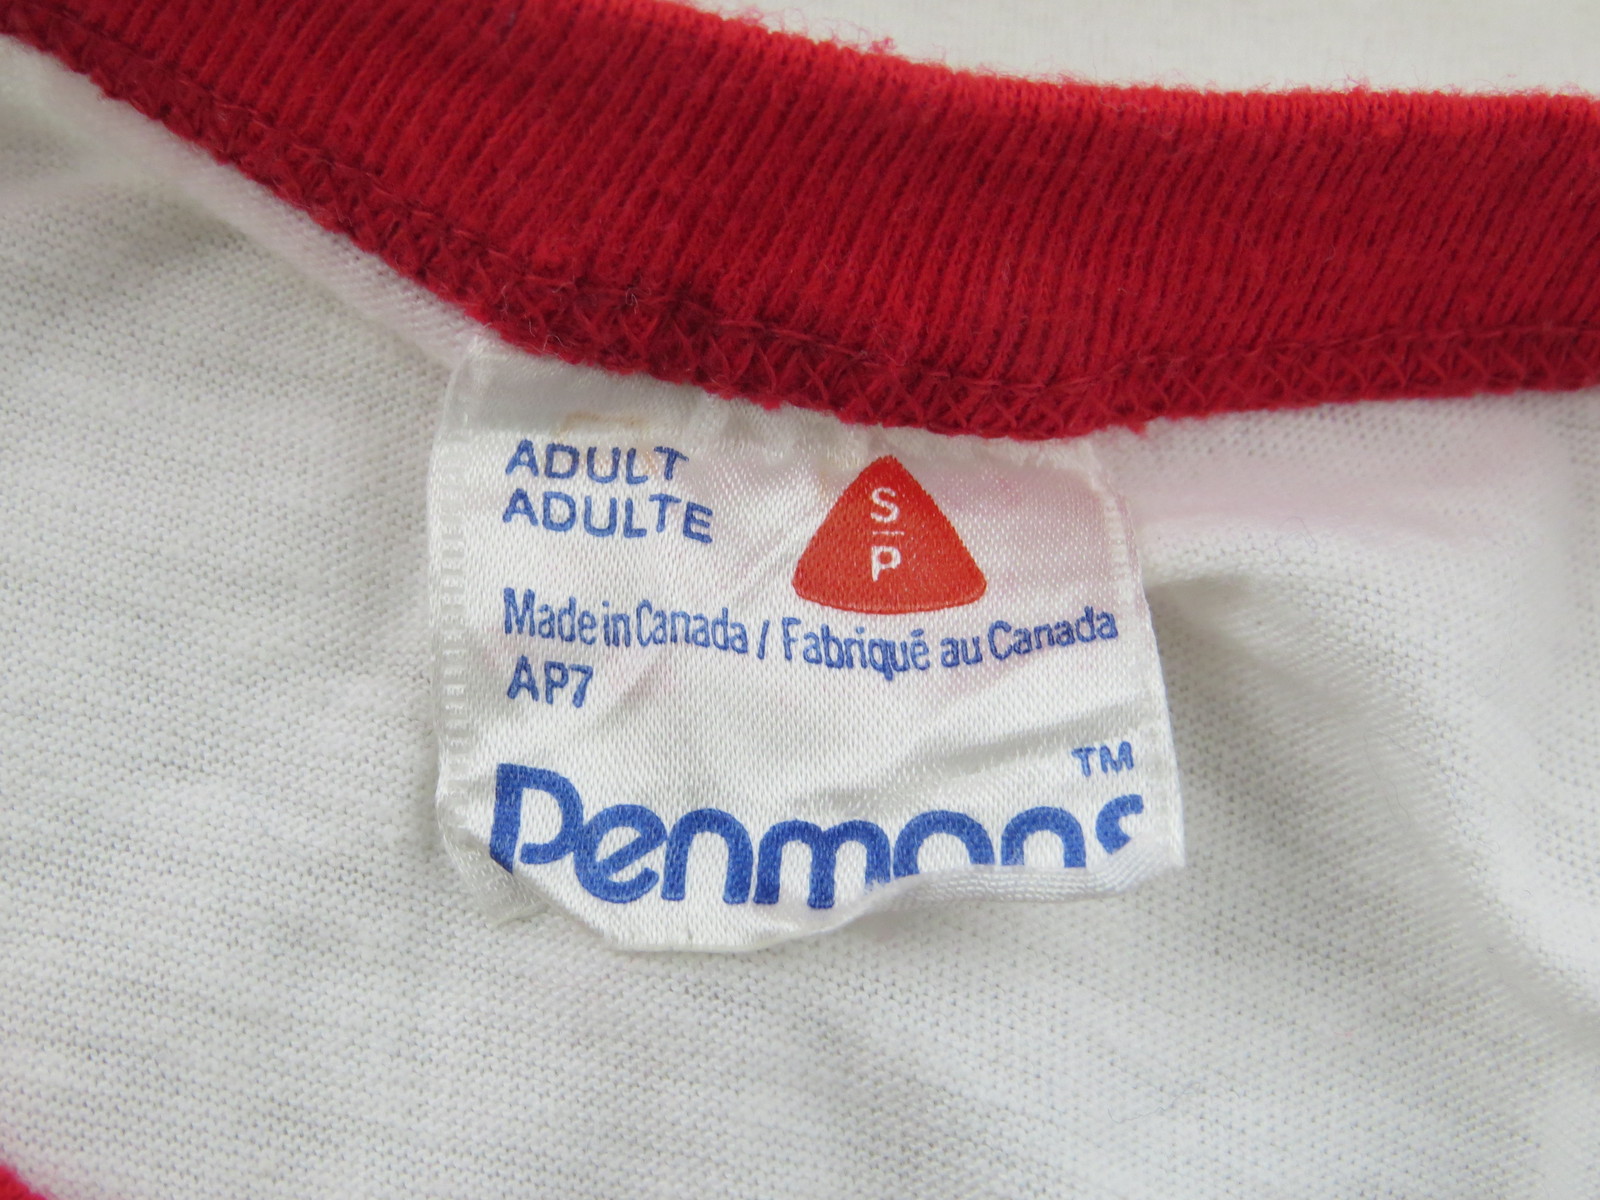 ADULT
ADULTE
S
P
Made in Canada / Fabriqué au Canada
AP7
TM
Penmans